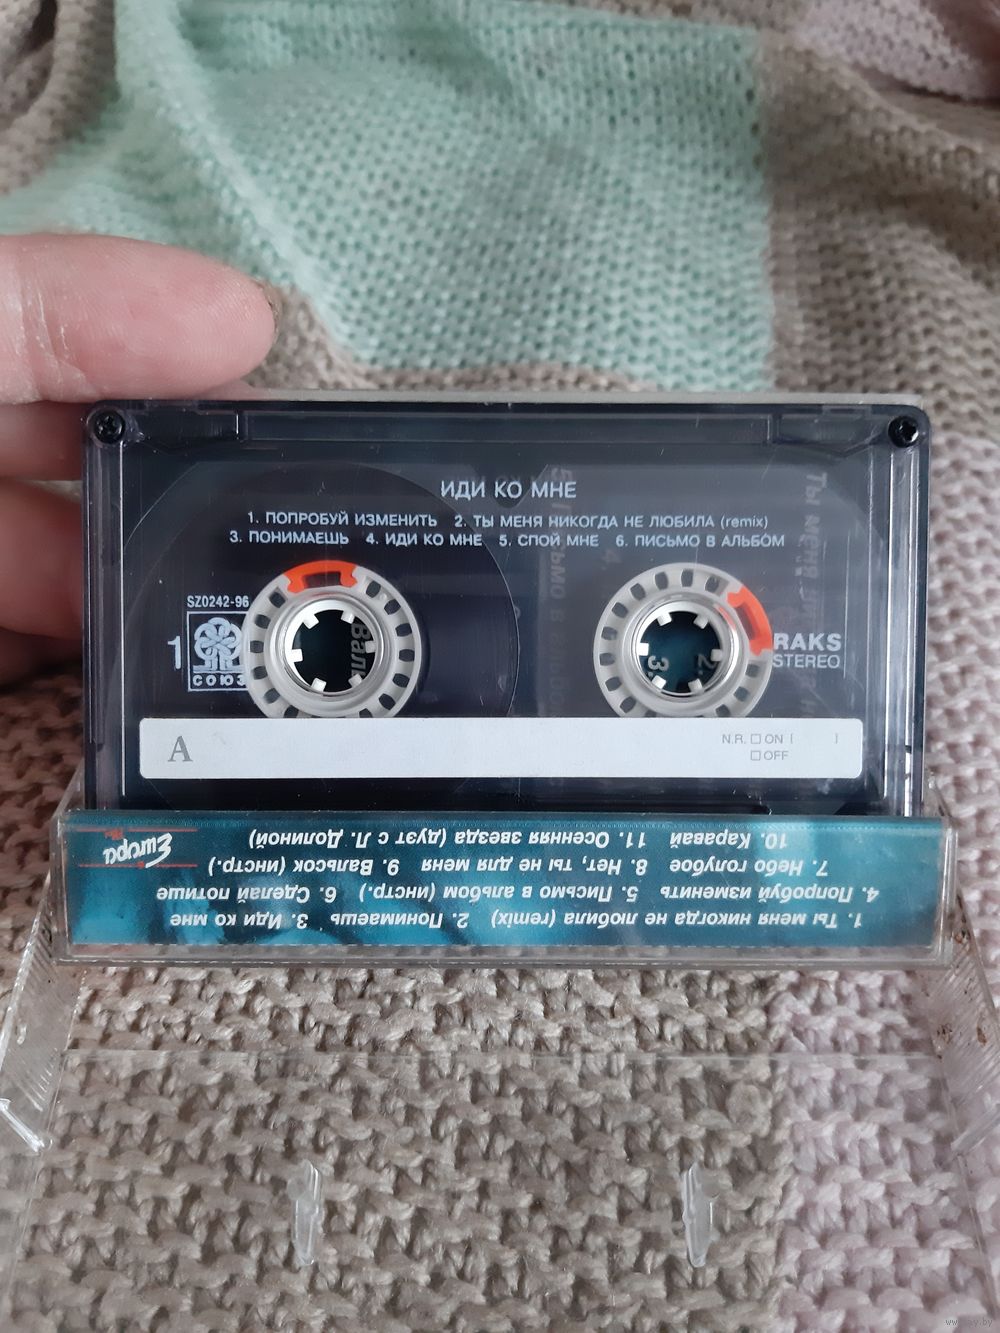 ИДИ КО МНЕ
1. ПОПРОБУЙ ИЗМЕНИТЬ 2. ТЫ МЕНЯ НИКОГДА НЕ ЛЮБИЛА (remix)
3. ПОНИМАЕШЬ 4. ИДИ КО МНЕ 5. СПОЙ МНЕ 6. ПИСЬМО В АЛЬБОМ
SZ0242-96
1
СОЮЗ
RAKS
STEREO
A
N.R. ☐ ON ( )
☐ OFF
1. Ты меня никогда не любила (remix) 2. Понимаешь 3. Иди ко мне
4. Попробуй изменить 5. Письмо в альбом (инстр.) 6. Сделай потише
7. Небо голубое 8. Нет, ты не для меня 9. Вальсок (инстр.)
10. Каравай 11. Осенняя звезда (дуэт с Л. Долиной)
Europa
Plus